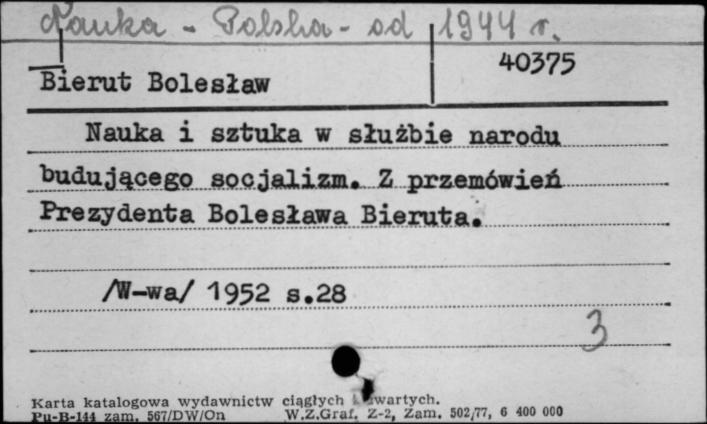 Nauka - Polska - od 1944 r.
40375
Bierut Bolesław
Nauka i sztuka w służbie narodu
budującego socjalizm. Z przemówień
Prezydenta Bolesława Bieruta.
/W-wa/ 1952 s.28
3
Karta katalogowa wydawnictw ciągłych wartych.
Pu-B-144 zam. 567/DW/On W.Z.Graf. Z-2, Zam. 502/77, 6 400 000